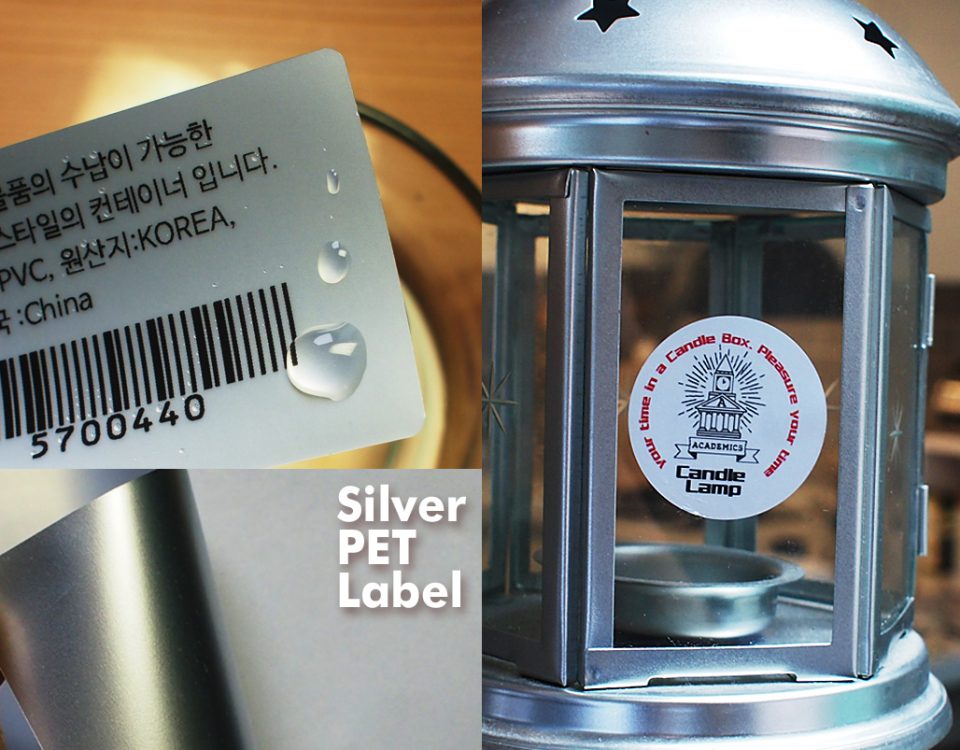 물품의 수납이 가능한
스타일의 컨테이너 입니다.
PVC, 원산지:KOREA,
국 :China
5700440
Silver
PET
Label
your time in a Candle Box. Pleasure your time
ACADEMICS
Candle
Lamp